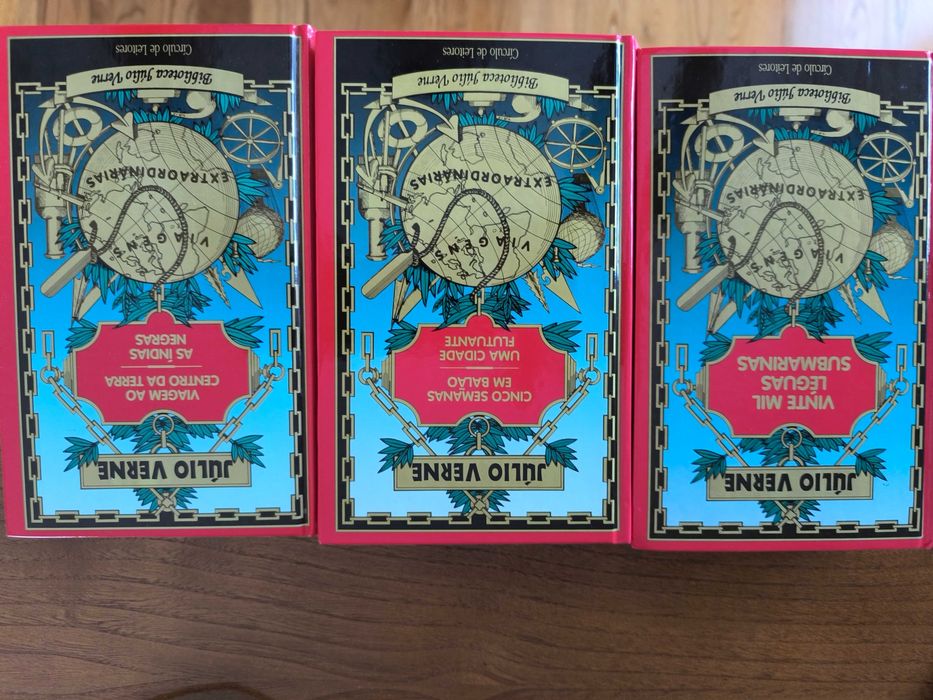 JÚLIO VERNE
VIAGEM AO
CENTRO DA TERRA
AS ÍNDIAS
NEGRAS
VIAGENS
EXTRAORDINÁRIAS
Biblioteca Júlio Verne
Círculo de Leitores
JÚLIO VERNE
CINCO SEMANAS
EM BALÃO
UMA CIDADE
FLUTUANTE
VIAGENS
EXTRAORDINÁRIAS
Biblioteca Júlio Verne
Círculo de Leitores
JÚLIO VERNE
VINTE MIL
LÉGUAS
SUBMARINAS
VIAGENS
EXTRAORDINÁRIAS
Biblioteca Júlio Verne
Círculo de Leitores